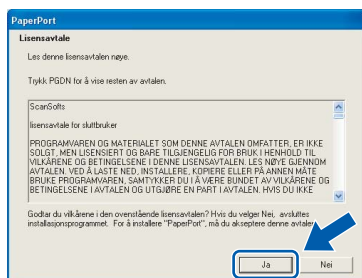 PaperPort
Lisensavtale
Les denne lisensavtalen nøye.
Trykk PGDN for å vise resten av avtalen.
ScanSofts
lisensavtale for sluttbruker
PROGRAMVAREN OG MATERIALET SOM DENNE AVTALEN OMFATTER, ER IKKE
SOLGT, MEN LISENSIERT OG BARE TILGJENGELIG FOR BRUK I HENHOLD TIL
VILKÅRENE OG BETINGELSENE I DENNE LISENSAVTALEN. LES NØYE GJENNOM
AVTALEN. VED Å LASTE NED, INSTALLERE, KOPIERE ELLER PÅ ANNEN MÅTE
BRUKE PROGRAMVAREN, SAMTYKKER DU I Å VÆRE BUNDET AV VILKÅRENE OG
BETINGELSENE I AVTALEN OG UTGJØRE EN PART I AVTALEN. HVIS DU IKKE
Godtar du vilkårene i den ovenstående lisensavtalen? Hvis du velger Nei, avsluttes
installasjonsprogrammet. For å installere "PaperPort", må du akseptere denne avtalen
Ja
Nei